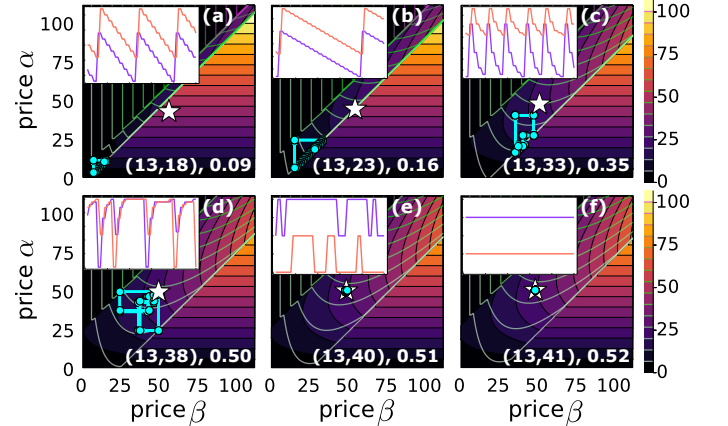 (a)
(b)
(c)
100
75
50
25
0
price α
(13,18), 0.09
(13,23), 0.16
(13,33), 0.35
100
75
50
25
0
(d)
(e)
(f)
100
75
50
25
0
price α
(13,38), 0.50
(13,40), 0.51
(13,41), 0.52
100
75
50
25
0
0 25 50 75 100
0 25 50 75 100
0 25 50 75 100
price β
price β
price β